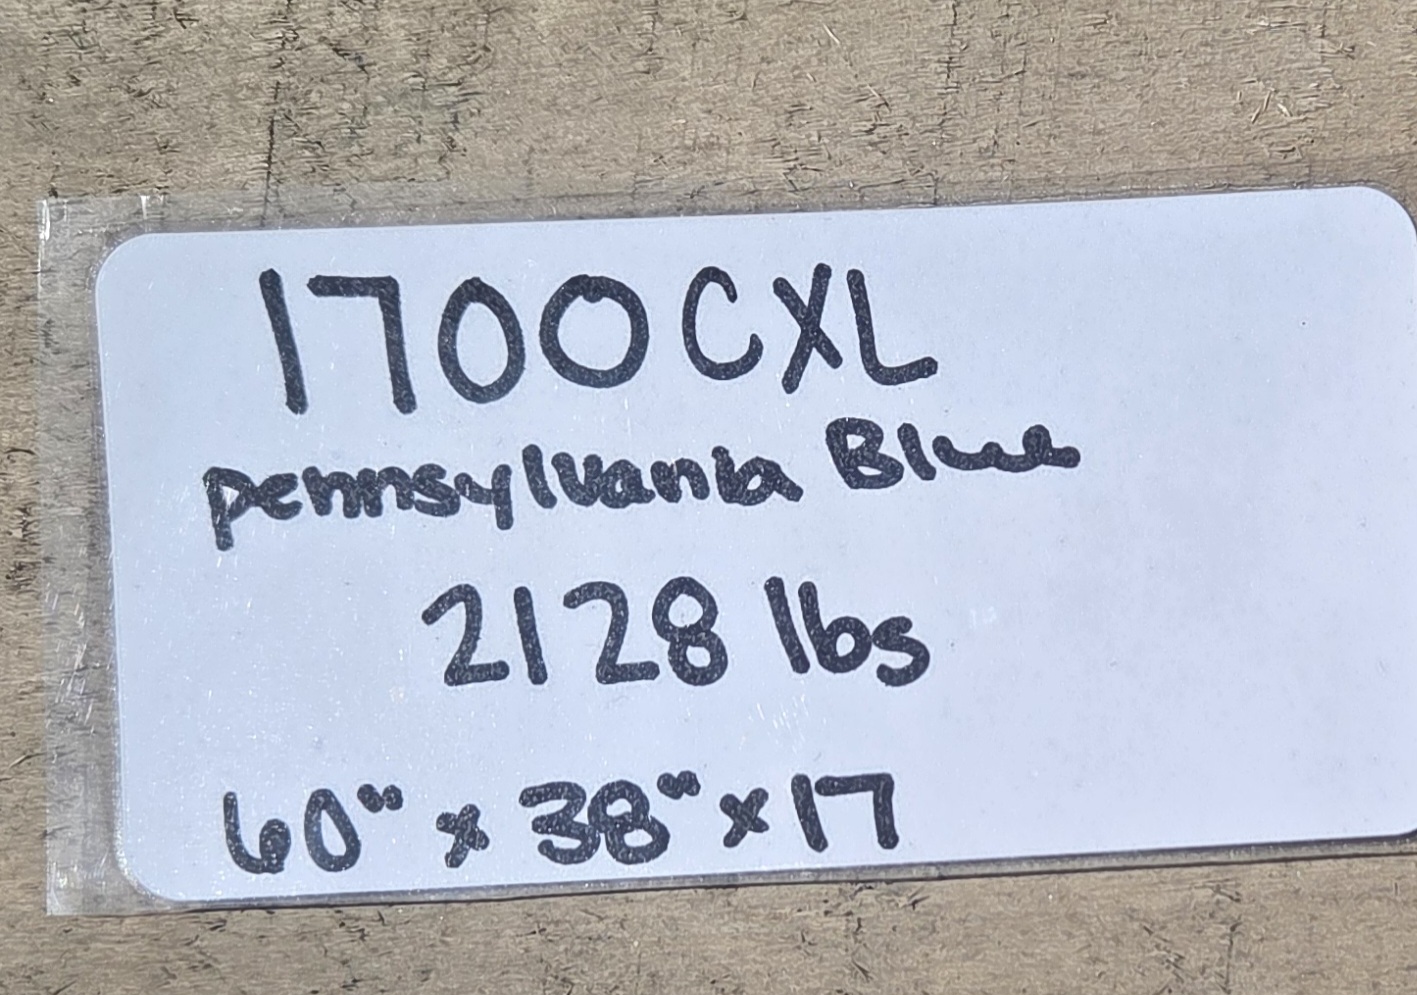 1700CXL
Pennsylvania Blue
2128 lbs
60" x 38" x 17